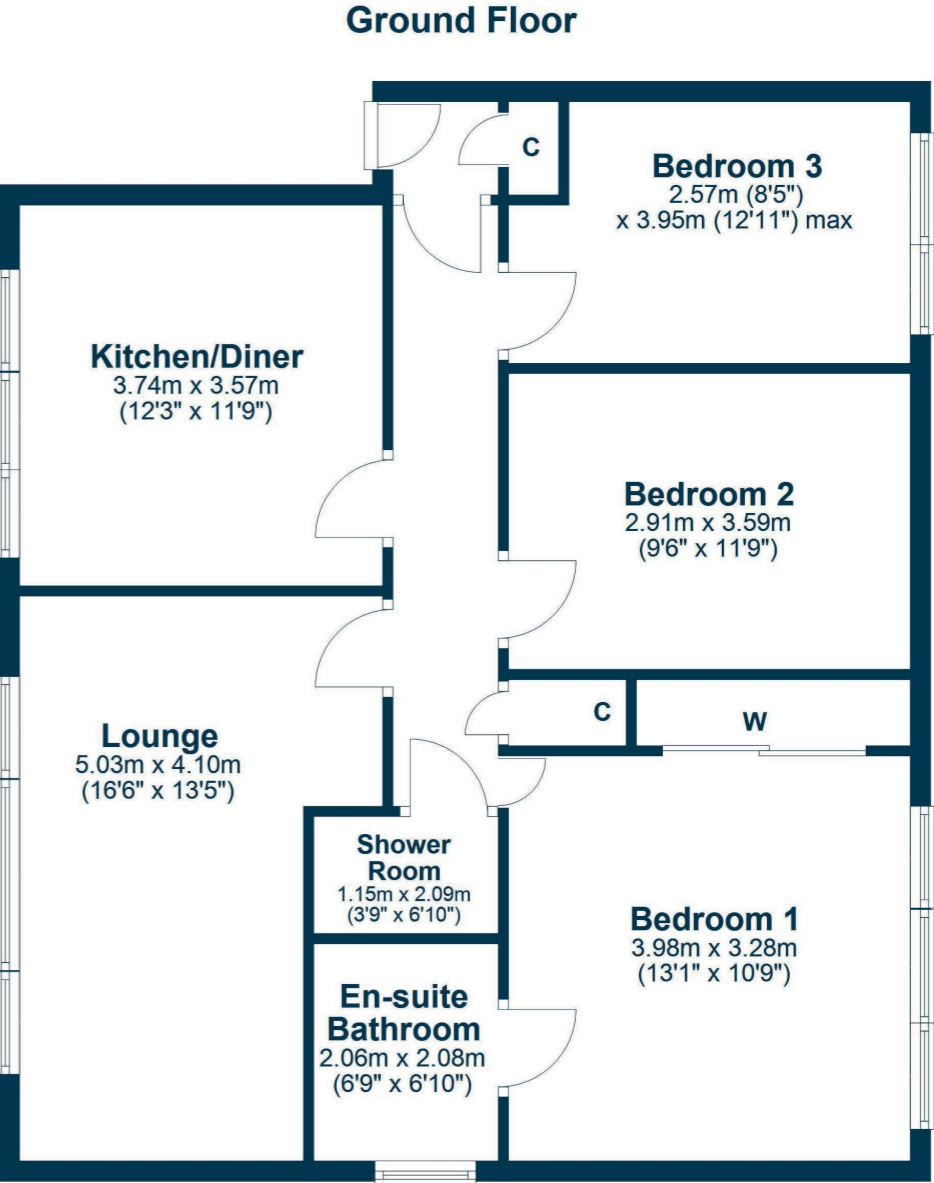 Ground Floor
C
Bedroom 3
2.57m (8'5")
x 3.95m (12'11") max
Kitchen/Diner
3.74m x 3.57m
(12'3" x 11'9")
Bedroom 2
2.91m x 3.59m
(9'6" x 11'9")
C
W
Lounge
5.03m x 4.10m
(16'6" x 13'5")
Shower
Room
1.15m x 2.09m
(3'9" x 6'10")
Bedroom 1
3.98m x 3.28m
(13'1" x 10'9")
En-suite
Bathroom
2.06m x 2.08m
(6'9" x 6'10")